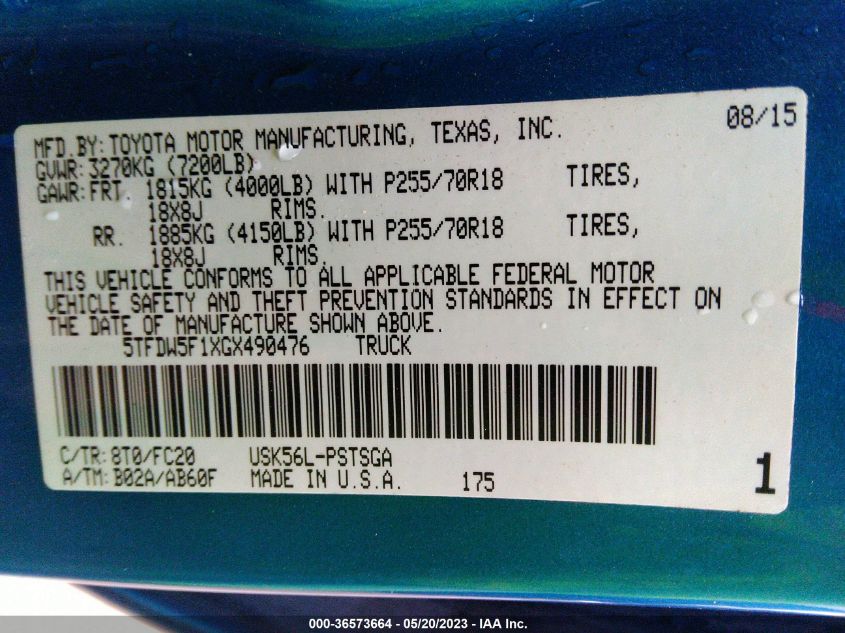 08/15
MFD.BY:TOYOTA MOTOR MANUFACTURING, TEXAS, INC.
GVWR:3270KG (7200LB)
GAWR:FRT. 1815KG (4000LB) WITH P255/70R18 TIRES,
18X8J RIMS.
RR. 1885KG (4150LB) WITH P255/70R18 TIRES,
18X8J RIMS.
THIS VEHICLE CONFORMS TO ALL APPLICABLE FEDERAL MOTOR
VEHICLE SAFETY AND THEFT PREVENTION STANDARDS IN EFFECT ON
THE DATE OF MANUFACTURE SHOWN ABOVE.
5TFDW5F1XGX490476 TRUCK
C/TR:8T0/FC20 USK56L-PSTSGA
A/TM:B02A/AB60F MADE IN U.S.A. 175 1
000-36573664 - 05/20/2023 - IAA Inc.